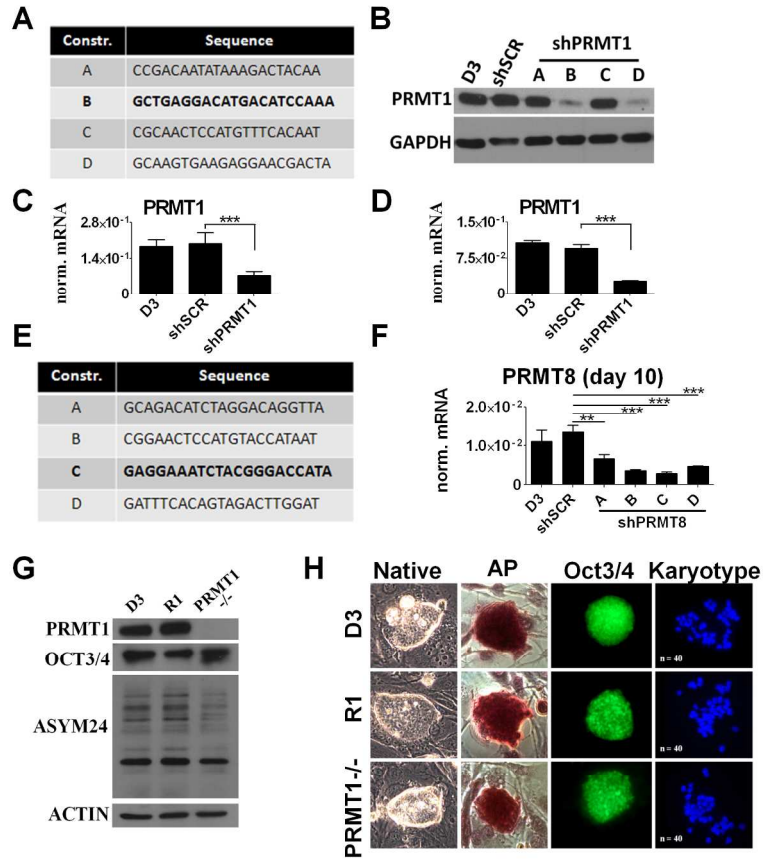 A
Constr. Sequence
A CCGACAATATAAAGACTACAA
B GCTGAGGACATGACATCCAAA
C CGCAACTCCATGTTTCACAAT
D GCAAGTGAAGAGGAACGACTA
B
shPRMT1
D3 shSCR A B C D
PRMT1
GAPDH
C
PRMT1
norm. mRNA
2.8×10⁻¹
***
1.4×10⁻¹
0
D3 shSCR shPRMT1
D
PRMT1
norm. mRNA
1.5×10⁻¹
***
7.5×10⁻²
0
D3 shSCR shPRMT1
E
Constr. Sequence
A GCAGACATCTAGGACAGGTTA
B CGGAACTCCATGTACCATAAT
C GAGGAAATCTACGGGACCATA
D GATTTCACAGTAGACTTGGAT
F
PRMT8 (day 10)
norm. mRNA
2.0×10⁻²
1.0×10⁻²
0.0
**
***
***
***
D3 shSCR A B C D
shPRMT8
G
D3 R1 PRMT1 -/-
PRMT1
OCT3/4
ASYM24
ACTIN
H
Native AP Oct3/4 Karyotype
D3
n = 40
R1
n = 40
PRMT1-/-
n = 40